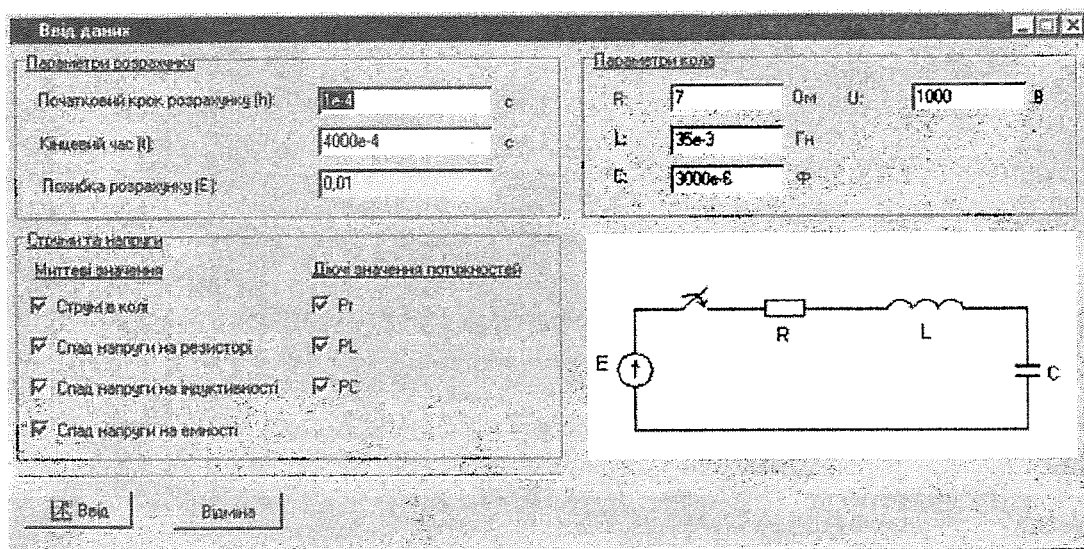 Ввід даних
Параметри розрахунку
Початковий крок розрахунку (h): 1e-4 с
Кінцевий час (t): 4000e-4 с
Похибка розрахунку (E): 0,01
Параметри кола
R: 7 Ом U: 1000 В
L: 35e-3 Гн
C: 3000e-6 Ф
Струми та напруги
Миттєві значення
Струм в колі
Спад напруги на резисторі
Спад напруги на індуктивності
Спад напруги на ємності
Діючі значення потужностей
Pr
PL
PC
R
L
E
C
Ввід
Відміна